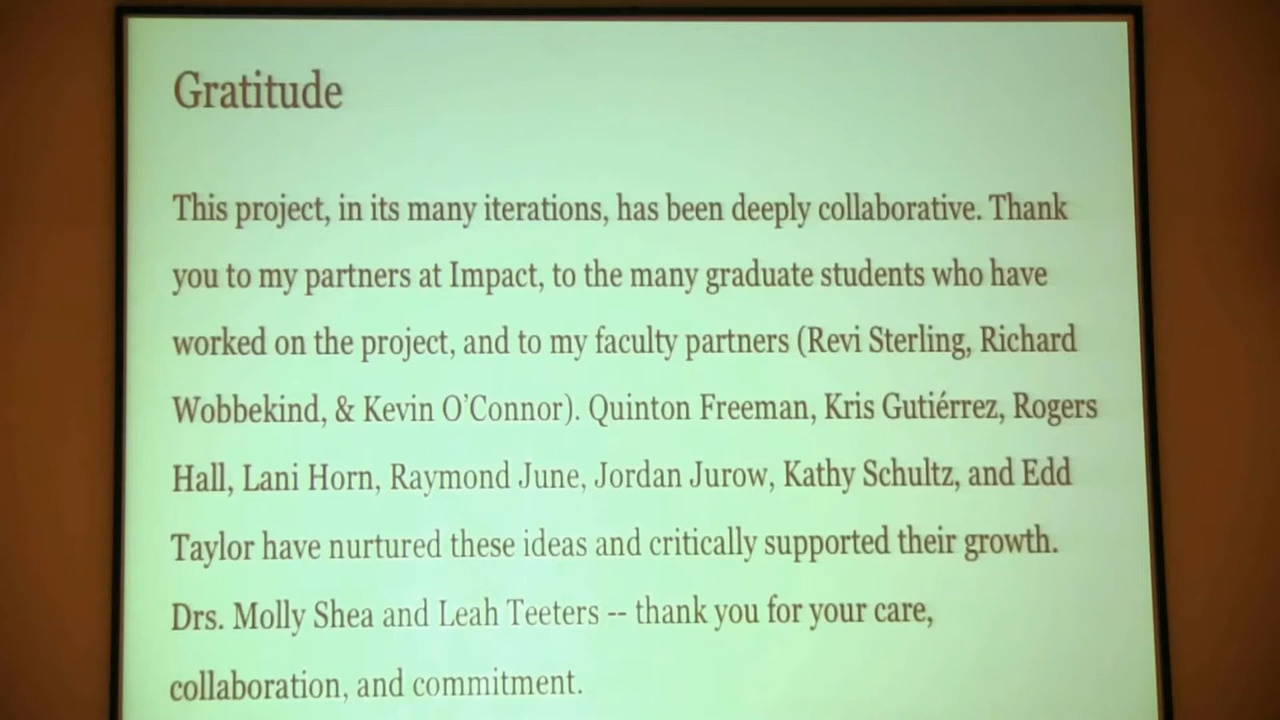 Gratitude
This project, in its many iterations, has been deeply collaborative. Thank
you to my partners at Impact, to the many graduate students who have
worked on the project, and to my faculty partners (Revi Sterling, Richard
Wobbekind, & Kevin O’Connor). Quinton Freeman, Kris Gutiérrez, Rogers
Hall, Lani Horn, Raymond June, Jordan Jurow, Kathy Schultz, and Edd
Taylor have nurtured these ideas and critically supported their growth.
Drs. Molly Shea and Leah Teeters -- thank you for your care,
collaboration, and commitment.